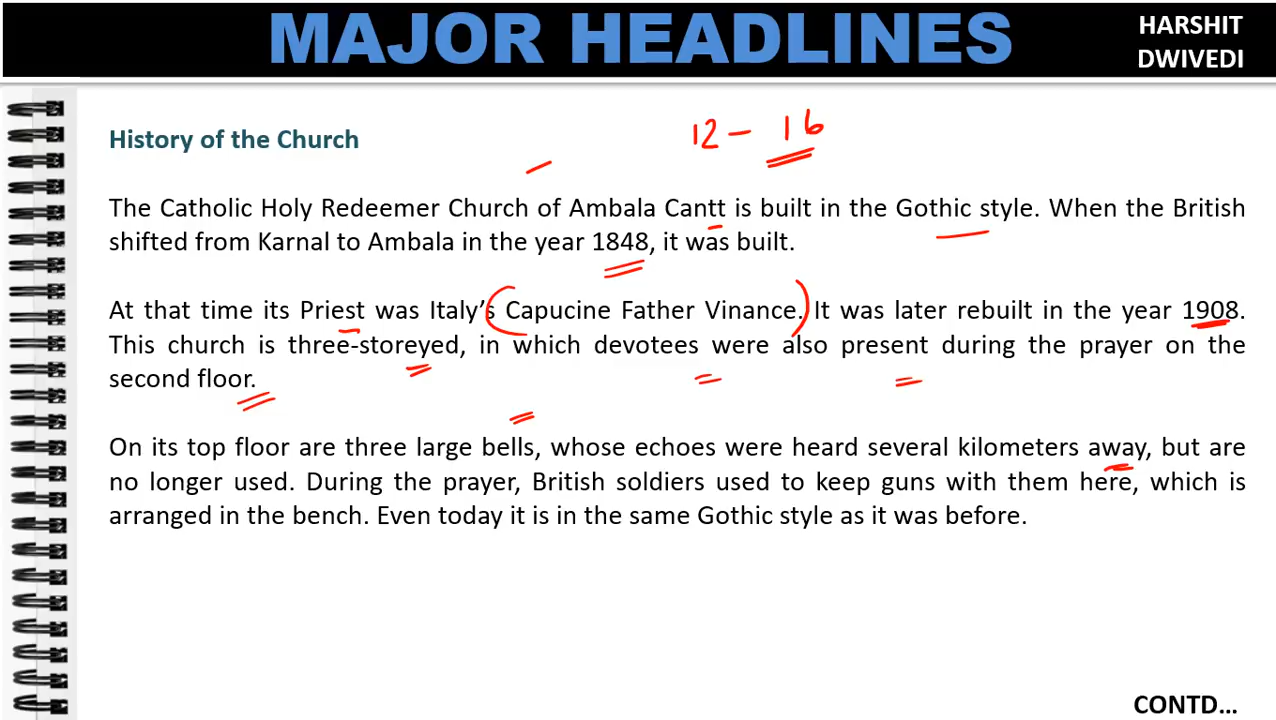 MAJOR HEADLINES
HARSHIT
DWIVEDI
History of the Church
12 - 16
The Catholic Holy Redeemer Church of Ambala Cantt is built in the Gothic style. When the British
shifted from Karnal to Ambala in the year 1848, it was built.
At that time its Priest was Italy's Capucine Father Vinance. It was later rebuilt in the year 1908.
This church is three-storeyed, in which devotees were also present during the prayer on the
second floor.
On its top floor are three large bells, whose echoes were heard several kilometers away, but are
no longer used. During the prayer, British soldiers used to keep guns with them here, which is
arranged in the bench. Even today it is in the same Gothic style as it was before.
CONTD...